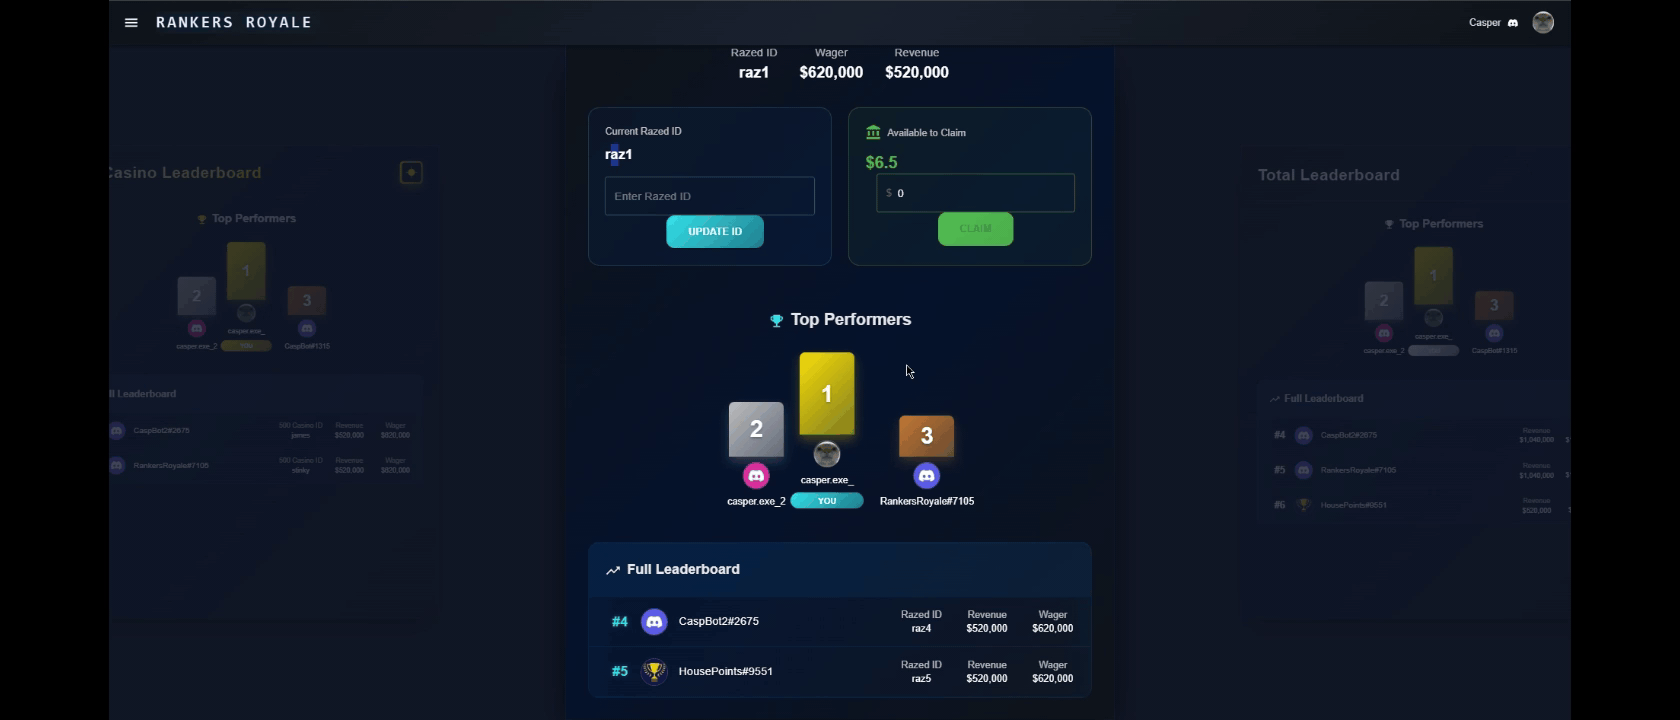 RANKERS ROYALE
Casper
Razed ID Wager Revenue
raz1 $620,000 $520,000
Current Razed ID
raz1
Enter Razed ID
UPDATE ID
Available to Claim
$6.5
$ 0
CLAIM
Casino Leaderboard
Top Performers
1
2
3
casper.exe_
casper.exe_2 YOU CaspBot#1315
Leaderboard
CaspBot2#2675 Revenue Wager
james $520,000 $620,000
RankersRoyale#7105 Revenue Wager
slinky $520,000 $620,000
Top Performers
1
2
3
casper.exe_
casper.exe_2 YOU RankersRoyale#7105
Full Leaderboard
#4 CaspBot2#2675 Razed ID Revenue Wager
raz4 $520,000 $620,000
#5 HousePoints#9551 Razed ID Revenue Wager
raz5 $520,000 $620,000
Total Leaderboard
Top Performers
1
2
3
casper.exe_
casper.exe_2 CaspBot#1315
Full Leaderboard
#4 CaspBot2#2675 Revenue
$1,040,000
#5 RankersRoyale#7105 Revenue
$1,040,000
#6 HousePoints#9551 Revenue
$520,000